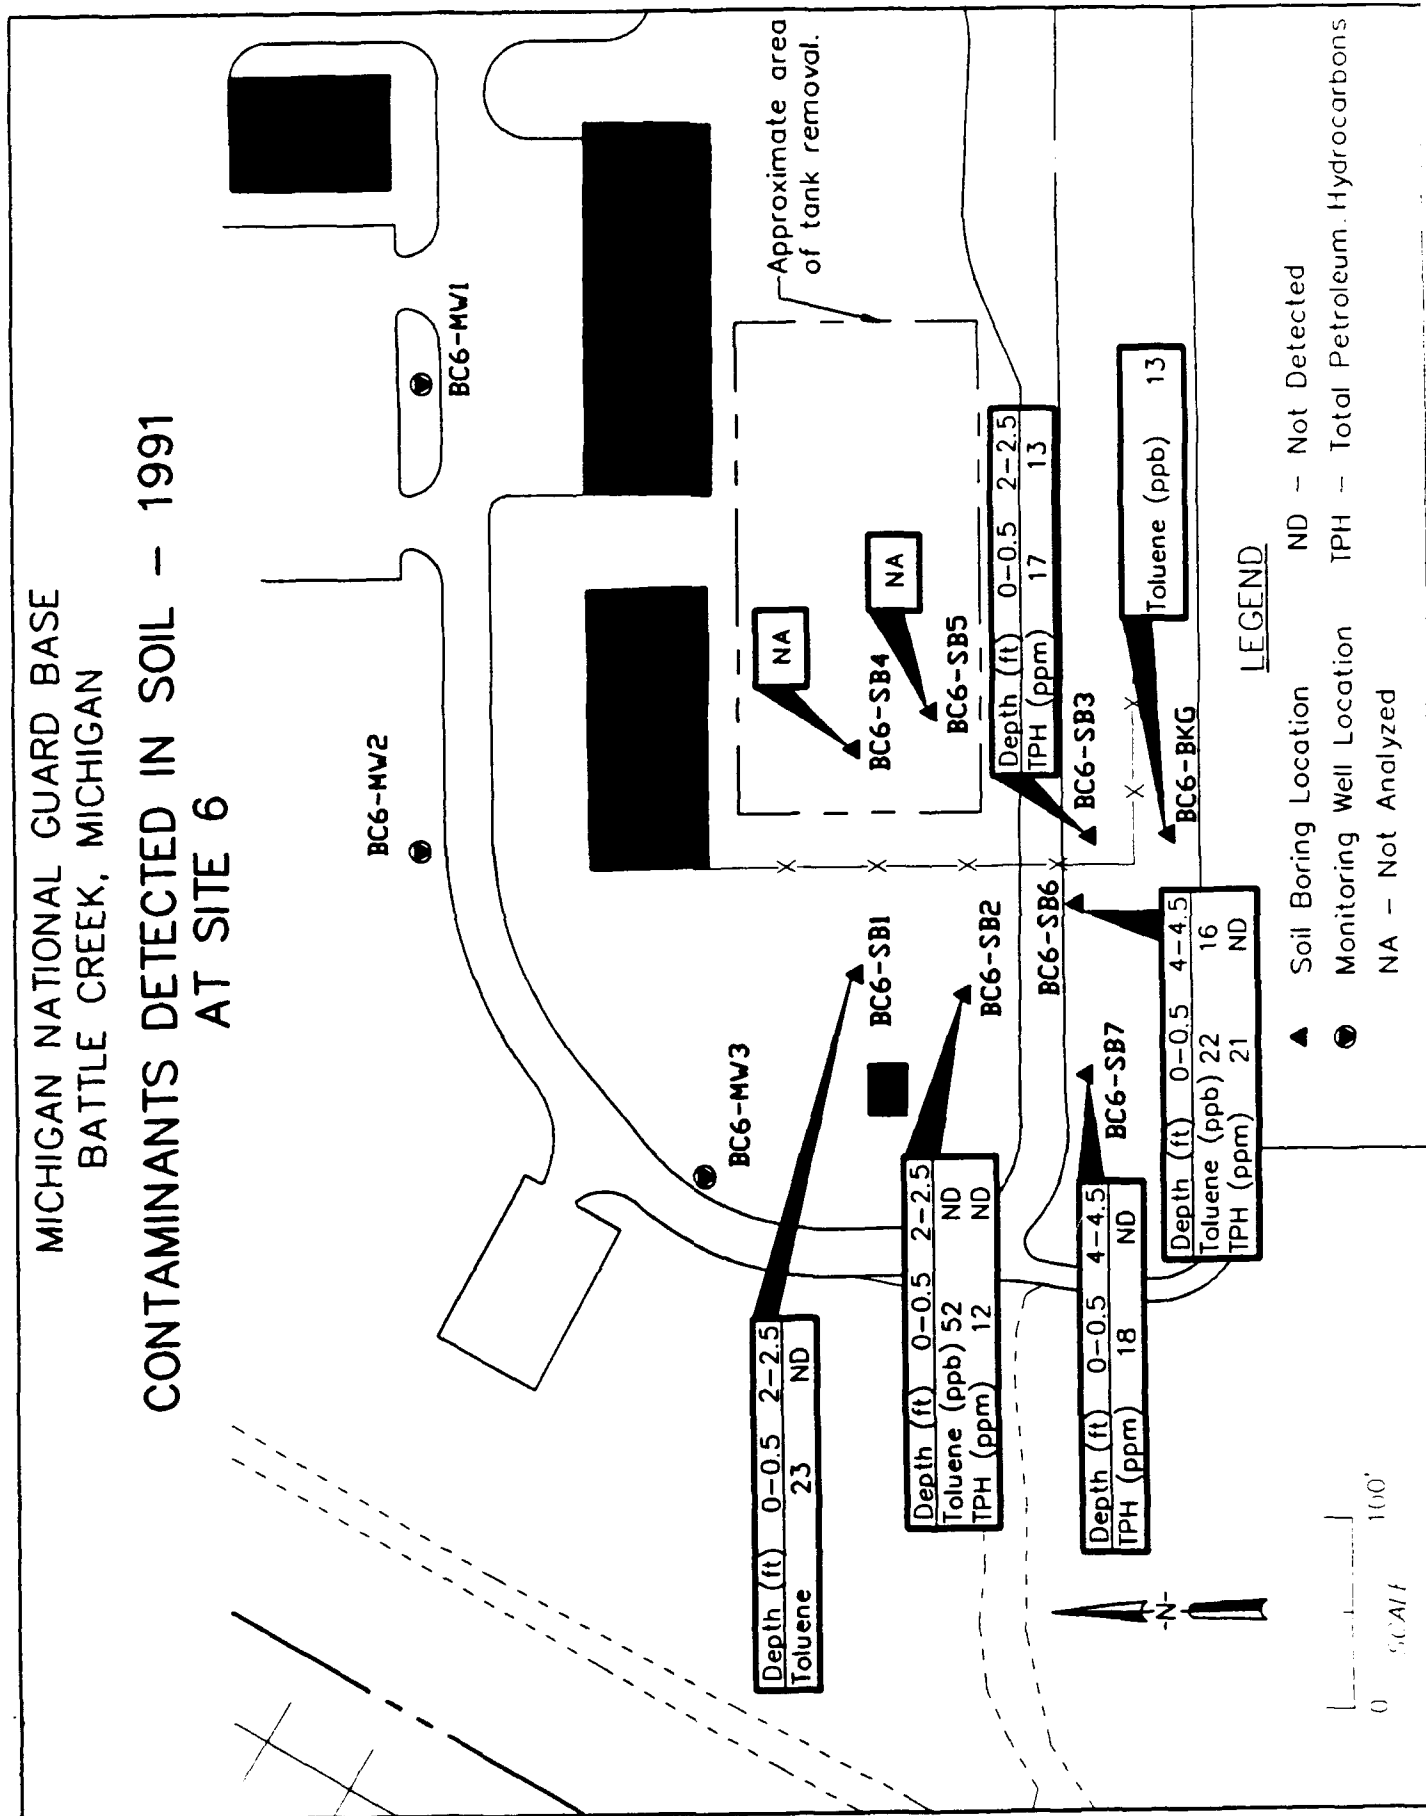 MICHIGAN NATIONAL GUARD BASE
BATTLE CREEK, MICHIGAN
CONTAMINANTS DETECTED IN SOIL – 1991
AT SITE 6
BC6-MW1
BC6-MW2
BC6-MW3
Approximate area
of tank removal.
NA
BC6-SB4
NA
BC6-SB5
BC6-SB1
Depth (ft) 0-0.5 2-2.5
Toluene 23 ND
BC6-SB2
Depth (ft) 0-0.5 2-2.5
Toluene (ppb) 52 ND
TPH (ppm) 12 ND
Depth (ft) 0-0.5 2-2.5
TPH (ppm) 17 13
BC6-SB3
BC6-SB6
Depth (ft) 0-0.5 4-4.5
Toluene (ppb) 22 16
TPH (ppm) 21 ND
BC6-SB7
Depth (ft) 0-0.5 4-4.5
TPH (ppm) 18 ND
Toluene (ppb) 13
BC6-BKG
LEGEND
Soil Boring Location ND – Not Detected
Monitoring Well Location TPH – Total Petroleum Hydrocarbons
NA – Not Analyzed
-N-
0 100'
SCALE